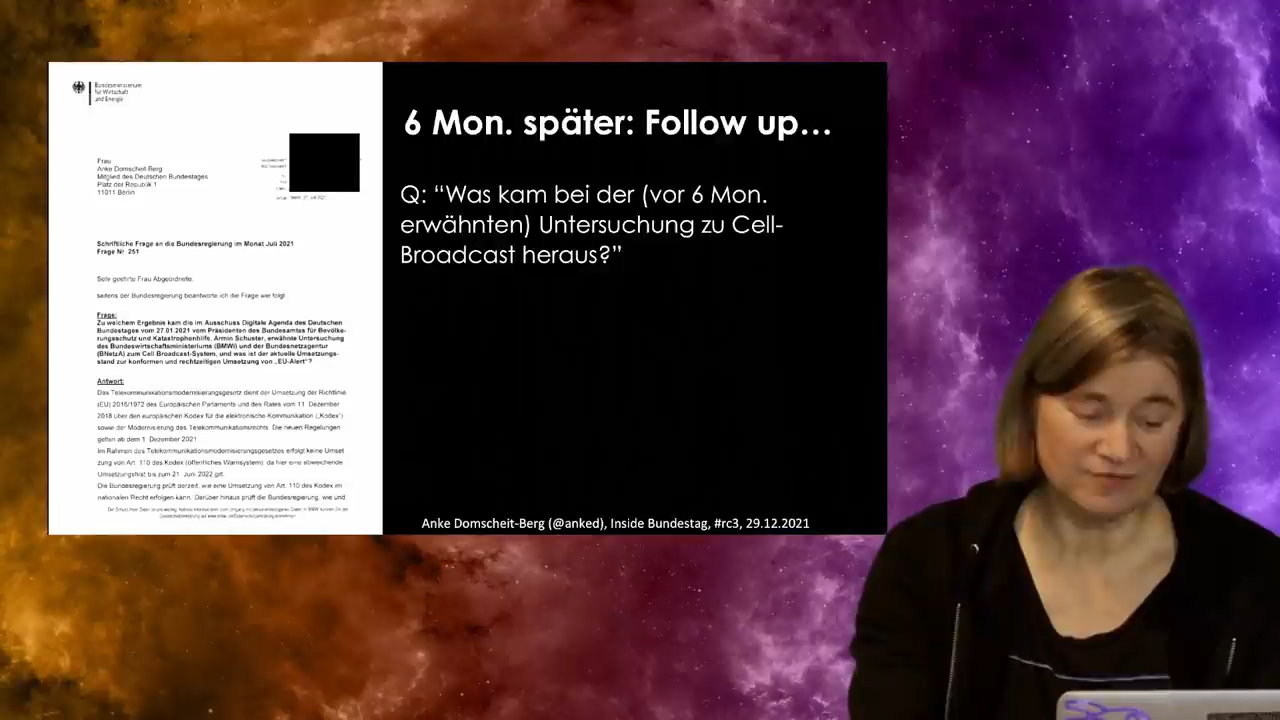 Bundesministerium
für Wirtschaft
und Energie
Frau
Anke Domscheit-Berg
Mitglied des Deutschen Bundestages
Platz der Republik 1
11011 Berlin
Schriftliche Frage an die Bundesregierung im Monat Juli 2021
Frage Nr. 251
Sehr geehrte Frau Abgeordnete,
seitens der Bundesregierung beantworte ich die Frage wie folgt
Frage:
Zu welchem Ergebnis kam die im Ausschuss Digitale Agenda des Deutschen
Bundestages vom 27.01.2021 vom Präsidenten des Bundesamtes für Bevölke-
rungsschutz und Katastrophenhilfe, Armin Schuster, erwähnte Untersuchung
des Bundeswirtschaftsministeriums (BMWi) und der Bundesnetzagentur
(BNetzA) zum Cell Broadcast-System, und was ist der aktuelle Umsetzungs-
stand zur konformen und rechtzeitigen Umsetzung von „EU-Alert“?
Antwort:
Das Telekommunikationsmodernisierungsgesetz dient der Umsetzung der Richtlinie
(EU) 2018/1972 des Europäischen Parlaments und des Rates vom 11. Dezember
2018 über den europäischen Kodex für die elektronische Kommunikation („Kodex“)
sowie der Modernisierung des Telekommunikationsrechts. Die neuen Regelungen
gelten ab dem 1. Dezember 2021.
Im Rahmen des Telekommunikationsmodernisierungsgesetzes erfolgt keine Umset
zung von Art. 110 des Kodex (öffentliches Warnsystem), da hier eine abweichende
Umsetzungsfrist bis zum 21. Juni 2022 gilt.
Die Bundesregierung prüft derzeit, wie eine Umsetzung von Art. 110 des Kodex im
nationalen Recht erfolgen kann. Darüber hinaus prüft die Bundesregierung, wie und
6 Mon. später: Follow up…
Q: “Was kam bei der (vor 6 Mon.
erwähnten) Untersuchung zu Cell-
Broadcast heraus?”
Anke Domscheit-Berg (@anked), Inside Bundestag, #rc3, 29.12.2021